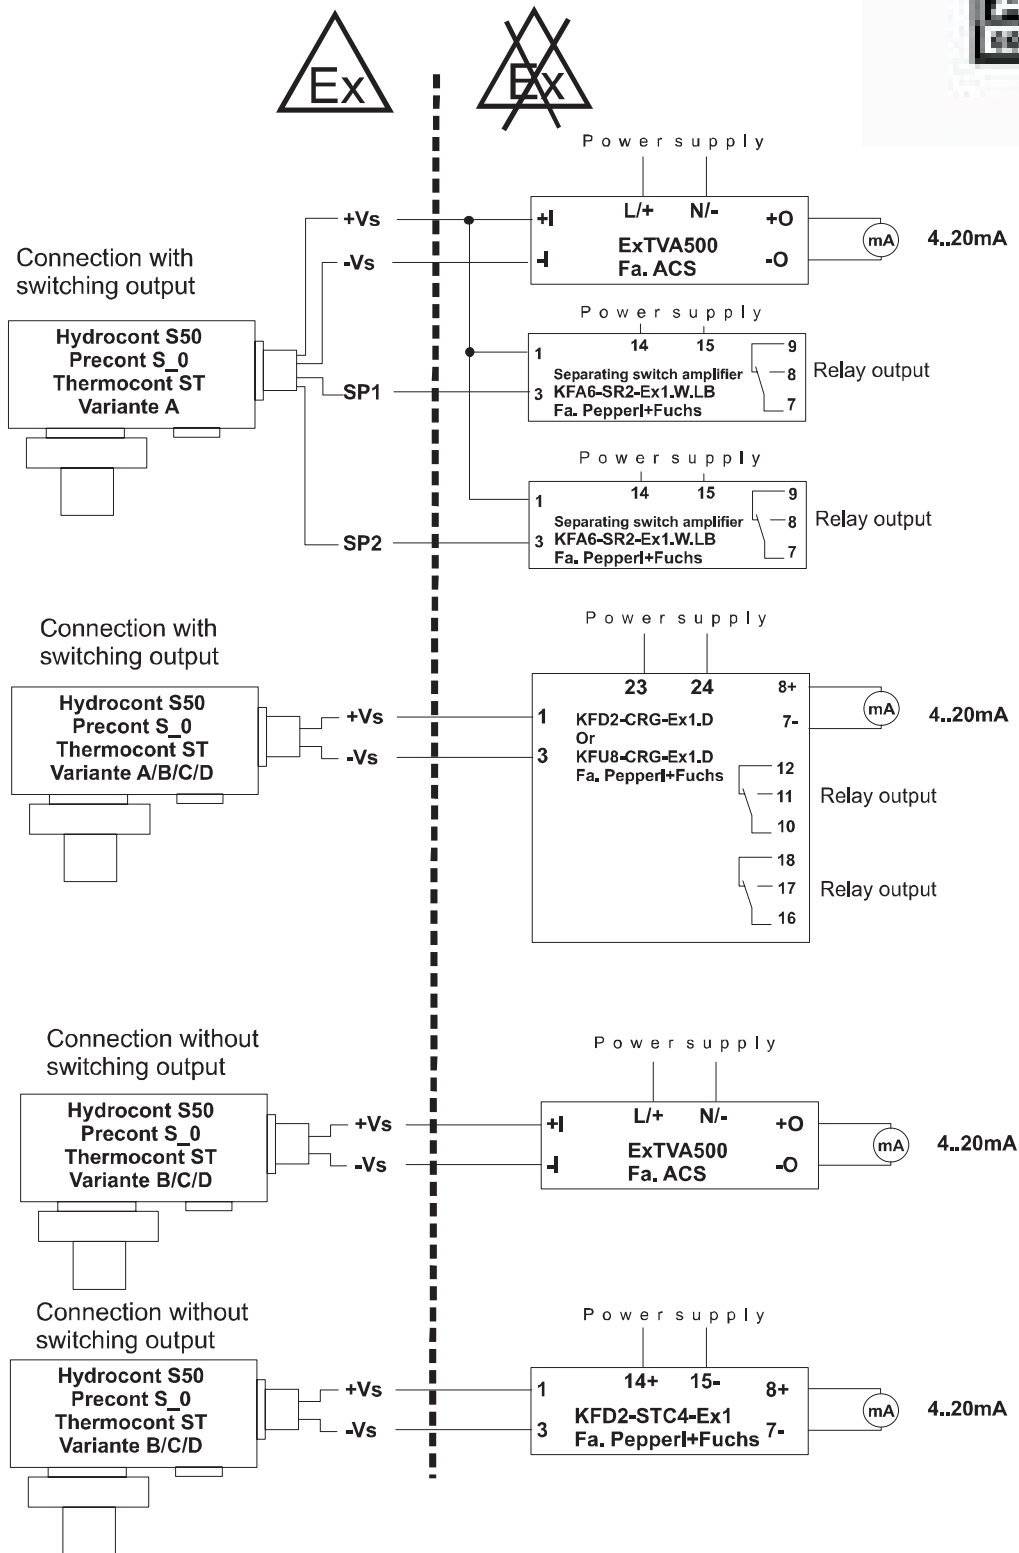 Ex
Ex
Power supply
L/+ N/-
+I +O
ExTVA500
Fa. ACS
-I -O
mA
4..20mA
+Vs
-Vs
Connection with
switching output
Hydrocont S50
Precont S_0
Thermocont ST
Variante A
SP1
SP2
Power supply
14 15
1
3
Separating switch amplifier
KFA6-SR2-Ex1.W.LB
Fa. Pepperl+Fuchs
9
8
7
Relay output
Power supply
14 15
1
3
Separating switch amplifier
KFA6-SR2-Ex1.W.LB
Fa. Pepperl+Fuchs
9
8
7
Relay output
Connection with
switching output
Hydrocont S50
Precont S_0
Thermocont ST
Variante A/B/C/D
+Vs
-Vs
Power supply
23 24
1
3
KFD2-CRG-Ex1.D
Or
KFU8-CRG-Ex1.D
Fa. Pepperl+Fuchs
8+
7-
mA
4..20mA
12
11
10
Relay output
18
17
16
Relay output
Connection without
switching output
Hydrocont S50
Precont S_0
Thermocont ST
Variante B/C/D
+Vs
-Vs
Power supply
L/+ N/-
+I +O
ExTVA500
Fa. ACS
-I -O
mA
4..20mA
Connection without
switching output
Hydrocont S50
Precont S_0
Thermocont ST
Variante B/C/D
+Vs
-Vs
Power supply
14+ 15-
1
3
KFD2-STC4-Ex1
Fa. Pepperl+Fuchs
8+
7-
mA
4..20mA